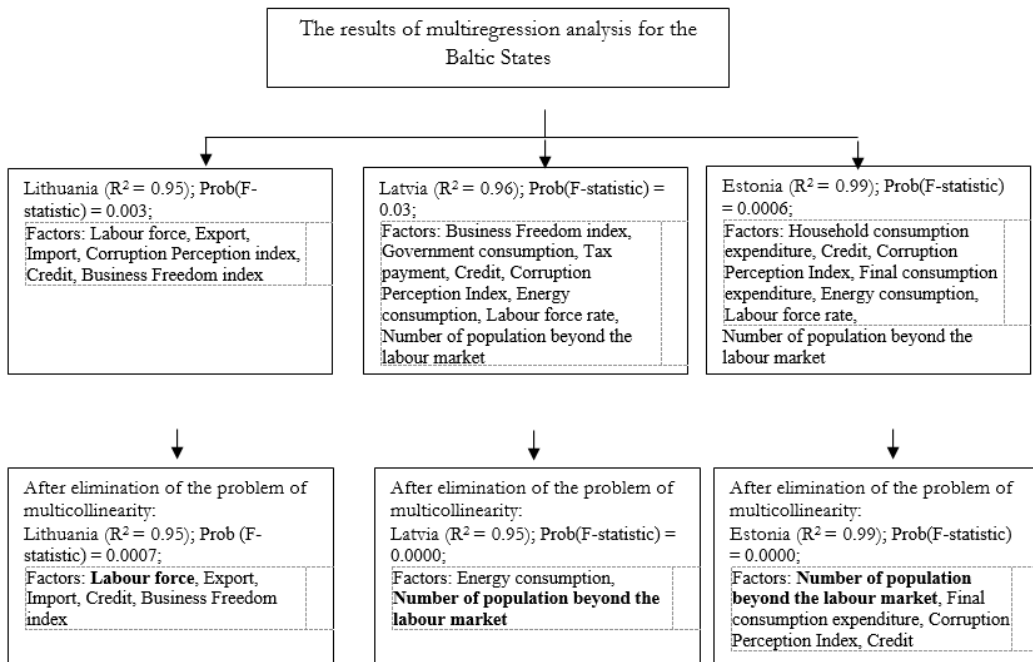 The results of multiregression analysis for the
Baltic States
Lithuania (R² = 0.95); Prob(F-
statistic) = 0.003;
Factors: Labour force, Export,
Import, Corruption Perception index,
Credit, Business Freedom index
Latvia (R² = 0.96); Prob(F-statistic) =
0.03;
Factors: Business Freedom index,
Government consumption, Tax
payment, Credit, Corruption
Perception Index, Energy
consumption, Labour force rate,
Number of population beyond the
labour market
Estonia (R² = 0.99); Prob(F-statistic)
= 0.0006;
Factors: Household consumption
expenditure, Credit, Corruption
Perception Index, Final consumption
expenditure, Energy consumption,
Labour force rate,
Number of population beyond the
labour market
After elimination of the problem of
multicollinearity:
Lithuania (R² = 0.95); Prob (F-
statistic) = 0.0007;
Factors: Labour force, Export,
Import, Credit, Business Freedom
index
After elimination of the problem of
multicollinearity:
Latvia (R² = 0.95); Prob(F-statistic) =
0.0000;
Factors: Energy consumption,
Number of population beyond the
labour market
After elimination of the problem of
multicollinearity:
Estonia (R² = 0.99); Prob(F-statistic)
= 0.0000;
Factors: Number of population
beyond the labour market, Final
consumption expenditure, Corruption
Perception Index, Credit